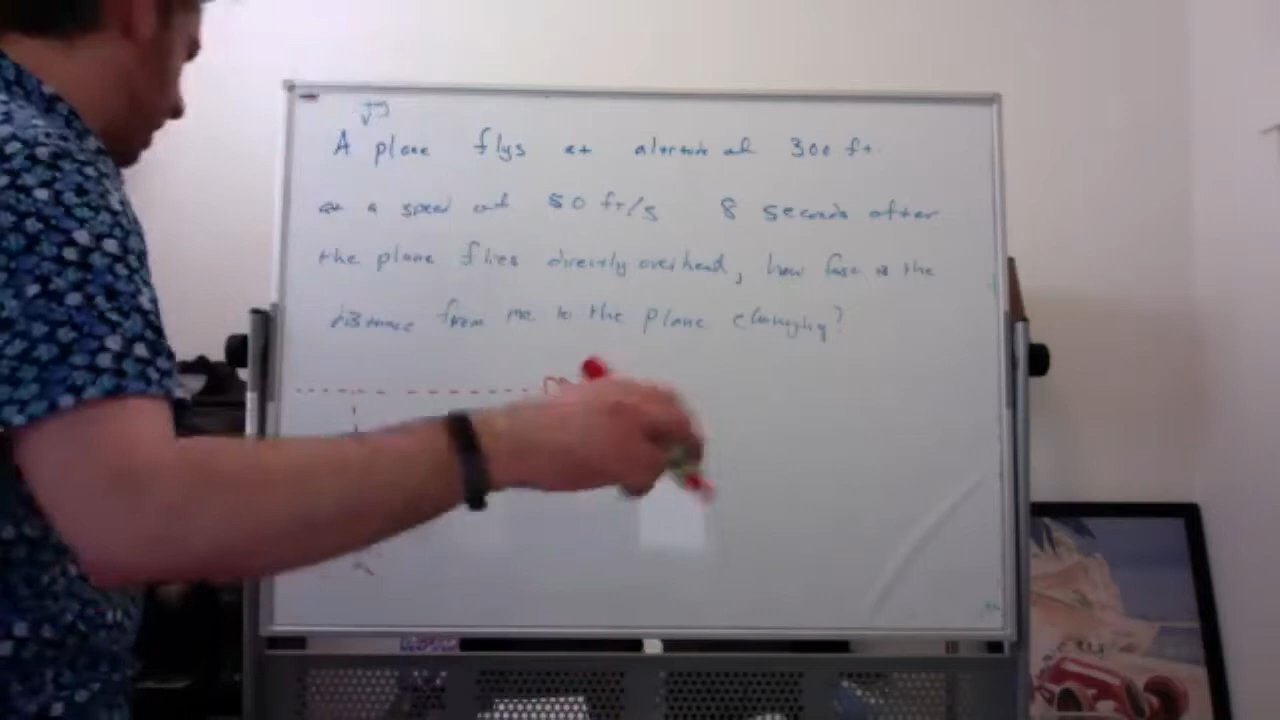 A plane flys at altitude of 300 ft.
at a speed of 50 ft/s 8 seconds after
the plane flies directly overhead, how fast is the
distance from me to the plane changing?